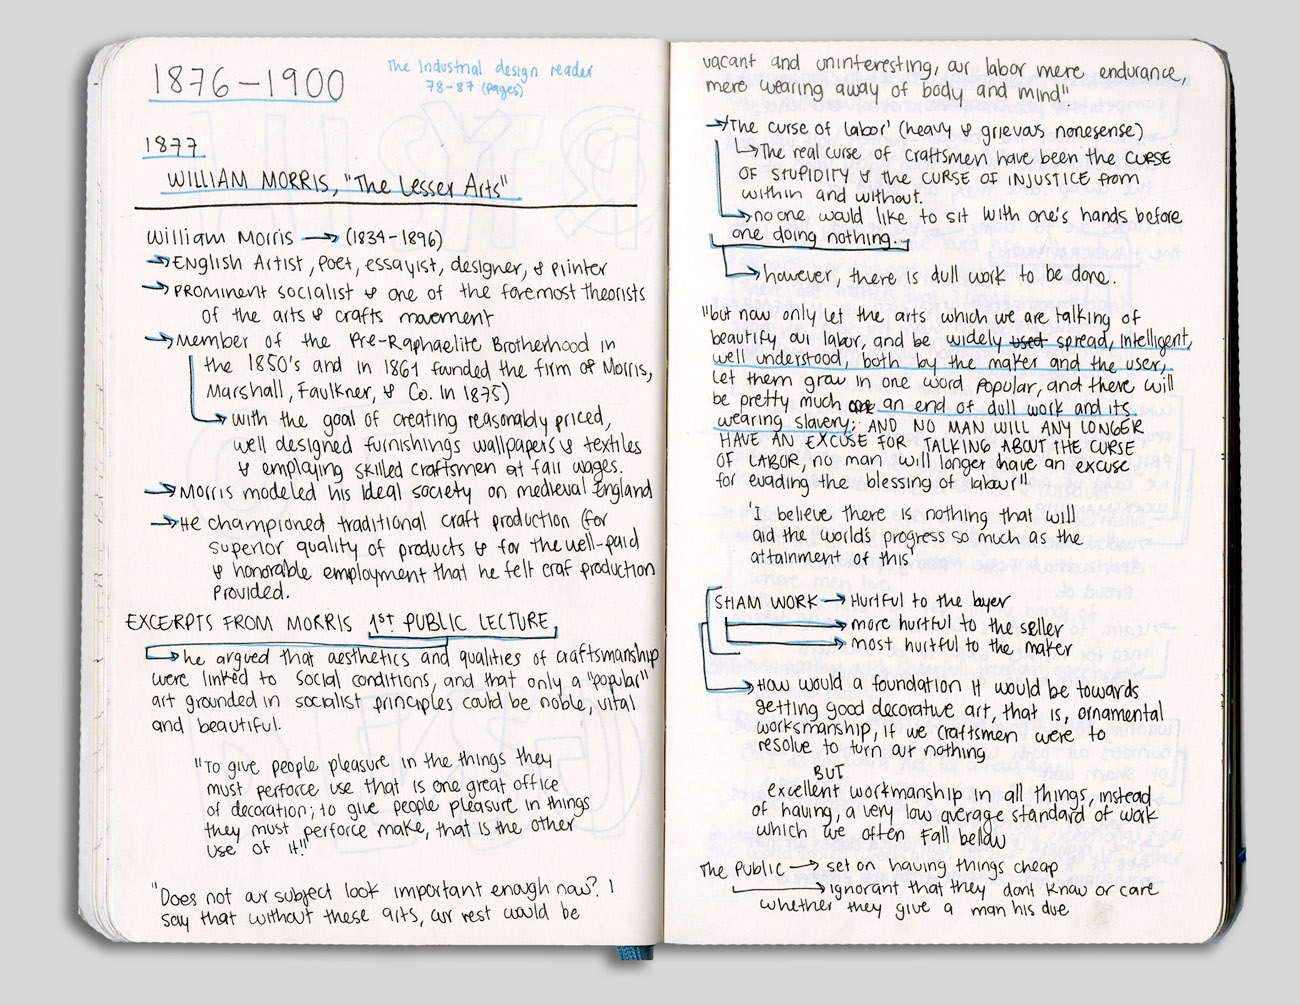 1876-1900
The Industrial design reader
78-87 (pages)
1877
WILLIAM MORRIS, "The Lesser Arts"
William Morris → (1834-1896)
→ English Artist, Poet, essayist, designer, & printer
→ PROMINENT socialist & one of the foremost theorists
of the arts & crafts movement
→ Member of the Pre-Raphaelite Brotherhood in
the 1850's and in 1861 founded the firm of Morris,
Marshall, Faulkner, & Co. In 1875)
→ with the goal of creating reasonably priced,
well designed furnishings wallpapers & textiles
& employing skilled craftsmen at fair wages.
→ Morris modeled his ideal society on medieval England
→ He championed traditional craft production (for
superior quality of products & for the well-paid
& honorable employment that he felt craf production
provided.
EXCERPTS FROM MORRIS 1st PUBLIC LECTURE
→ he argued that aesthetics and qualities of craftsmanship
were linked to social conditions, and that only a "popular"
art grounded in socialist principles could be noble, vital
and beautiful.
"To give people pleasure in the things they
must perforce use that is one great office
of decoration; to give people pleasure in things
they must perforce make, that is the other
use of it!"
"Does not our subject look important enough now? I
say that without these arts, our rest would be
vacant and uninteresting, our labor mere endurance,
mere wearing away of body and mind"
→ 'The curse of labor' (heavy & grievous nonesense)
→ The real curse of craftsmen have been the CURSE
OF STUPIDITY & the CURSE OF INJUSTICE from
within and without.
→ no one would like to sit with one's hands before
one doing nothing..
→ however, there is dull work to be done.
"but now only let the arts which we are talking of
beautify our labor, and be widely used spread, intelligent,
well understood, both by the maker and the user,
let them grow in one word popular, and there will
be pretty much an end of dull work and its
wearing slavery; AND NO MAN WILL ANY LONGER
HAVE AN EXCUSE FOR TALKING ABOUT THE CURSE
OF LABOR, no man will longer have an excuse
for evading the blessing of labour"
'I believe there is nothing that will
aid the world's progress so much as the
attainment of this'
SHAM WORK → Hurtful to the buyer
→ more hurtful to the seller
→ most hurtful to the maker
→ How would a foundation it would be towards
getting good decorative art, that is, ornamental
worksmanship, if we craftsmen were to
resolve to turn out nothing
BUT
excellent workmanship in all things, instead
of having, a very low average standard of work
which we often fall bellow
The Public → set on having things cheap
→ ignorant that they dont know or care
whether they give a man his due